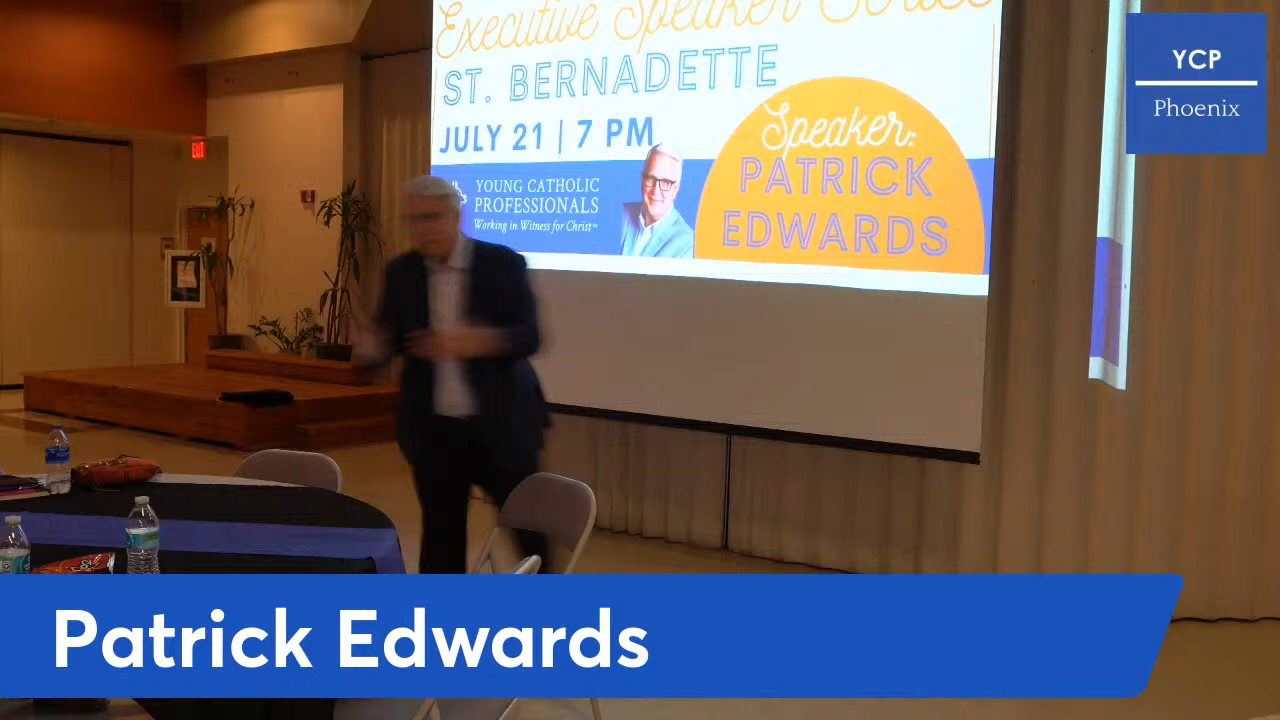 Executive Speaker Series
ST. BERNADETTE
JULY 21 | 7 PM
Speaker:
PATRICK
EDWARDS
YOUNG CATHOLIC
PROFESSIONALS
Working in Witness for Christ™
YCP
Phoenix
EXIT
Patrick Edwards